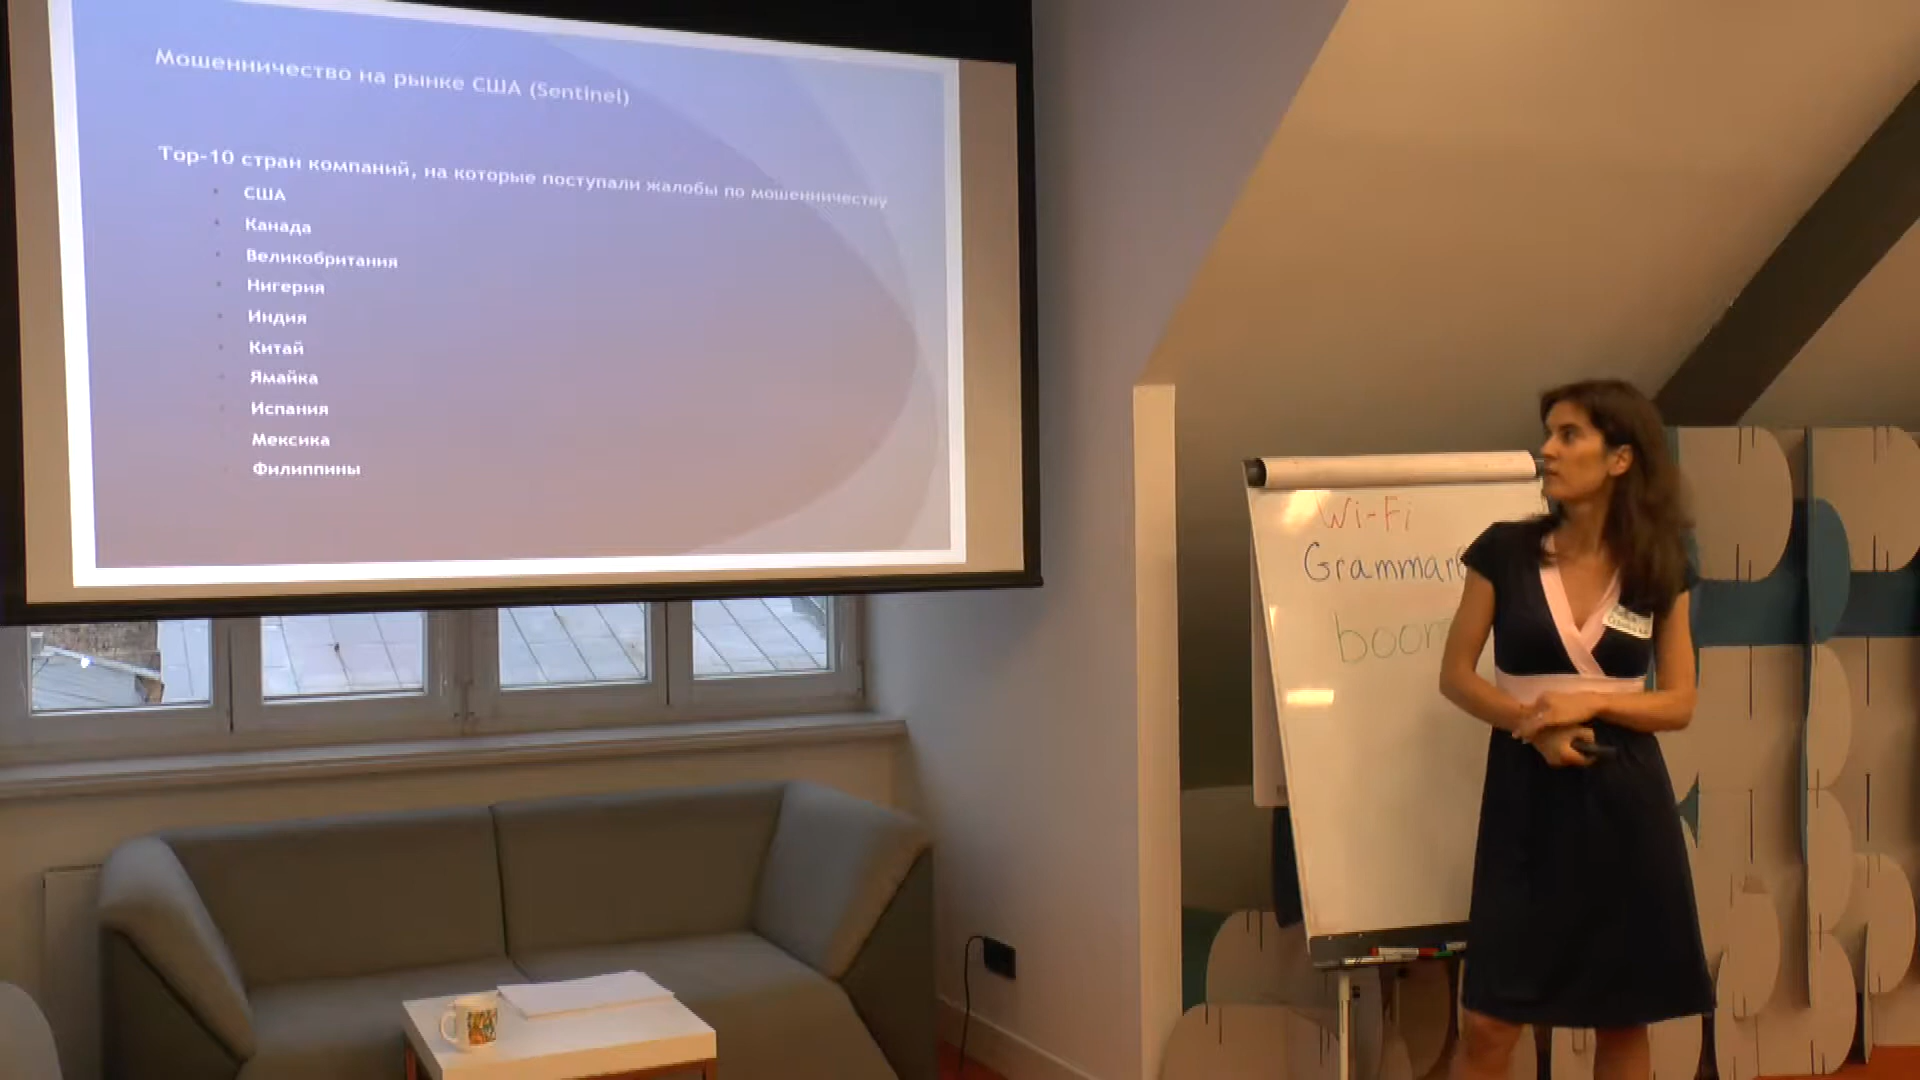 Мошенничество на рынке США (Sentinel)
Top-10 стран компаний, на которые поступали жалобы по мошенничеству
США
Канада
Великобритания
Нигерия
Индия
Китай
Ямайка
Испания
Мексика
Филиппины
Wi-Fi
Grammar
boom